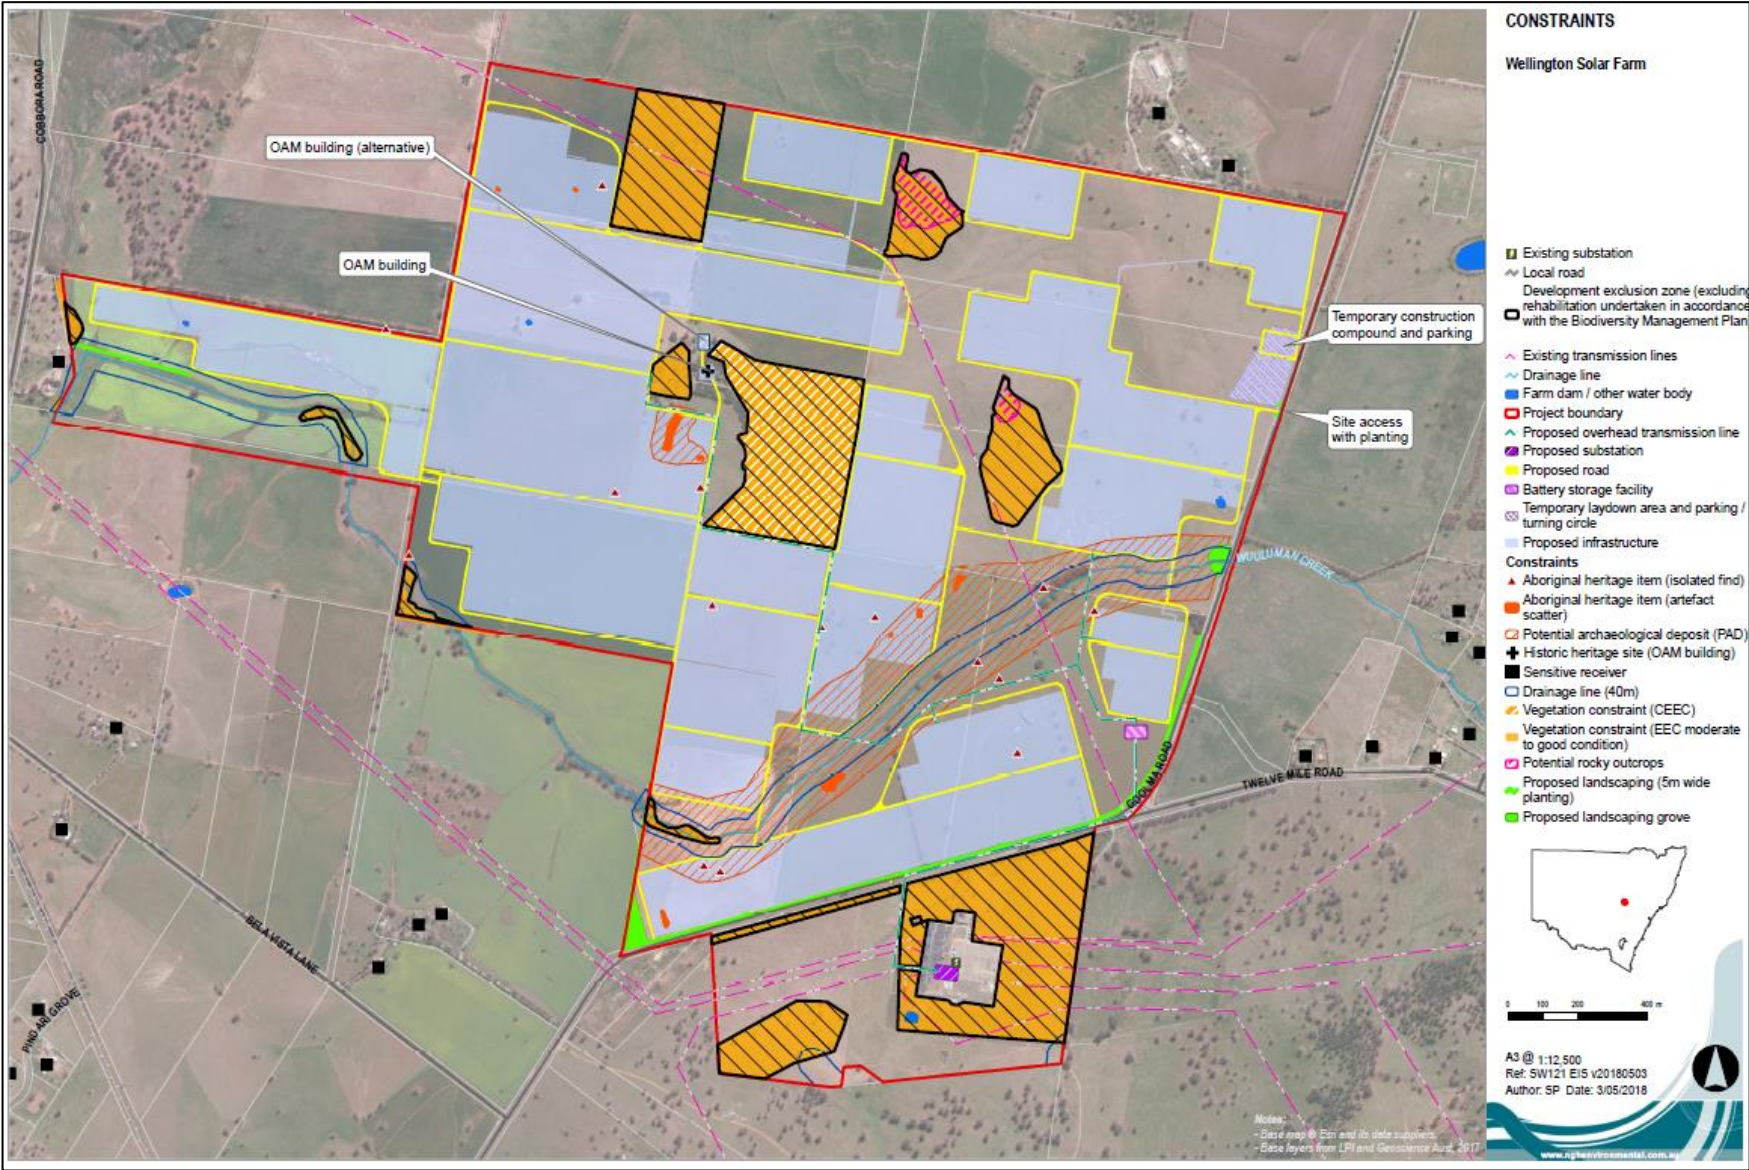 CONSTRAINTS
Wellington Solar Farm
COBBORA ROAD
OAM building (alternative)
OAM building
Temporary construction
compound and parking
Site access
with planting
WUULUMAN CREEK
GOOLMA ROAD
TWELVE MILE ROAD
BELA VISTA LANE
PINDARI GROVE
Existing substation
Local road
Development exclusion zone (excluding
rehabilitation undertaken in accordance
with the Biodiversity Management Plan
Existing transmission lines
Drainage line
Farm dam / other water body
Project boundary
Proposed overhead transmission line
Proposed substation
Proposed road
Battery storage facility
Temporary laydown area and parking /
turning circle
Proposed infrastructure
Constraints
Aboriginal heritage item (isolated find)
Aboriginal heritage item (artefact
scatter)
Potential archaeological deposit (PAD)
Historic heritage site (OAM building)
Sensitive receiver
Drainage line (40m)
Vegetation constraint (CEEC)
Vegetation constraint (EEC moderate
to good condition)
Potential rocky outcrops
Proposed landscaping (5m wide
planting)
Proposed landscaping grove
0 100 200 400 m
A3 @ 1:12,500
Ref: SW121 EIS v20180503
Author: SP Date: 3/05/2018
Notes:
- Base map © Esri and its data suppliers.
- Base layers from LPI and Geoscience Aust. 2017
www.nghenvironmental.com.au